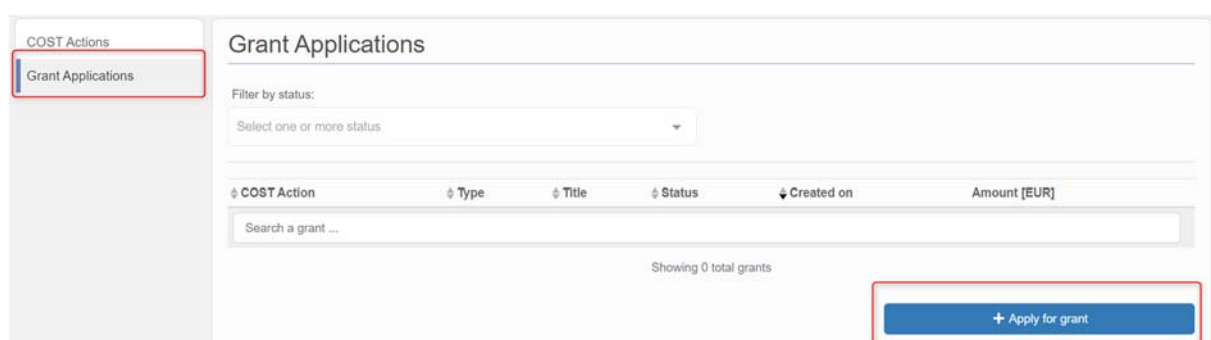 COST Actions
Grant Applications
Grant Applications
Filter by status:
Select one or more status
COST Action Type Title Status Created on Amount [EUR]
Search a grant ...
Showing 0 total grants
+ Apply for grant